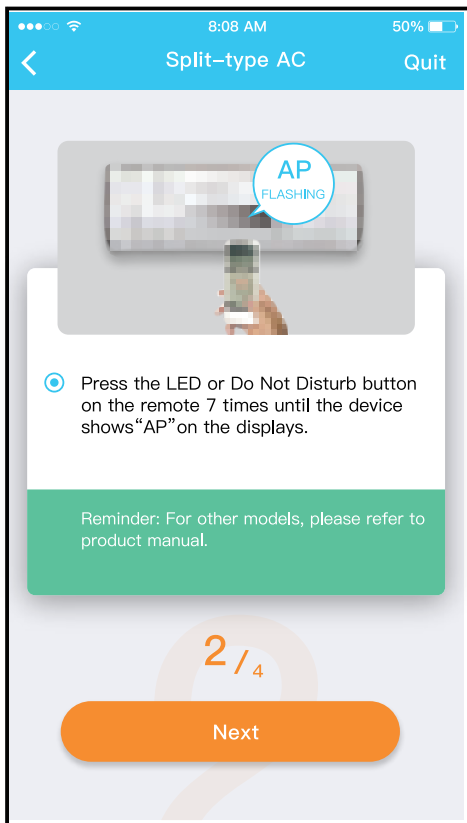 8:08 AM
50%
Split-type AC
Quit
AP
FLASHING
Press the LED or Do Not Disturb button
on the remote 7 times until the device
shows“AP”on the displays.
Reminder: For other models, please refer to
product manual.
2/4
Next